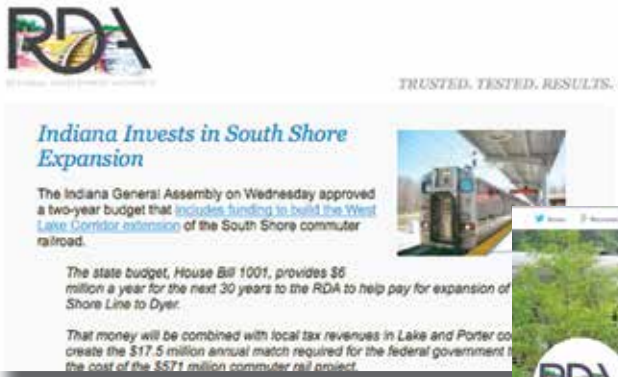 RDA
TRUSTED. TESTED. RESULTS.
Indiana Invests in South Shore
Expansion
The Indiana General Assembly on Wednesday approved
a two-year budget that includes funding to build the West
Lake Corridor extension of the South Shore commuter
railroad.
The state budget, House Bill 1001, provides $6
million a year for the next 30 years to the RDA to help pay for expansion of
Shore Line to Dyer.
That money will be combined with local tax revenues in Lake and Porter co
create the $17.5 million annual match required for the federal government t
the cost of the $571 million commuter rail project.
RDA